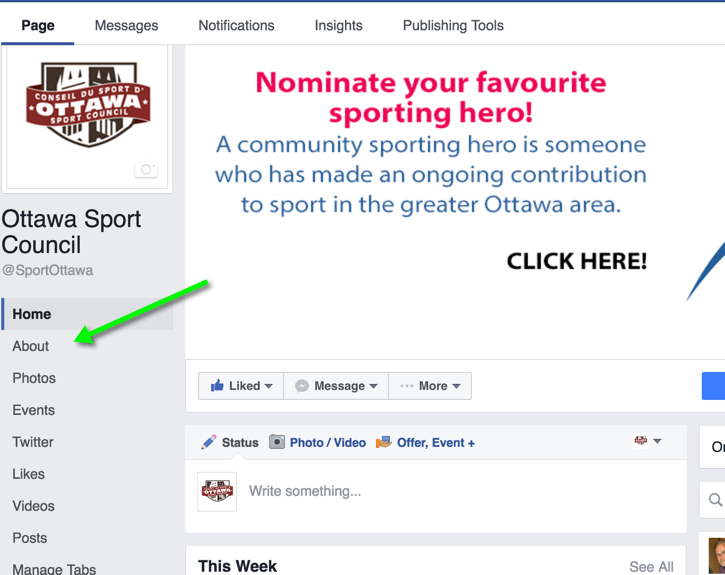 Page Messages Notifications Insights Publishing Tools
CONSEIL DU SPORT D'
OTTAWA
SPORT COUNCIL
Ottawa Sport
Council
@SportOttawa
Home
About
Photos
Events
Twitter
Likes
Videos
Posts
Manage Tabs
Nominate your favourite
sporting hero!
A community sporting hero is someone
who has made an ongoing contribution
to sport in the greater Ottawa area.
CLICK HERE!
Liked Message More
Status Photo / Video Offer, Event +
OTTAWA
Write something...
This Week See All